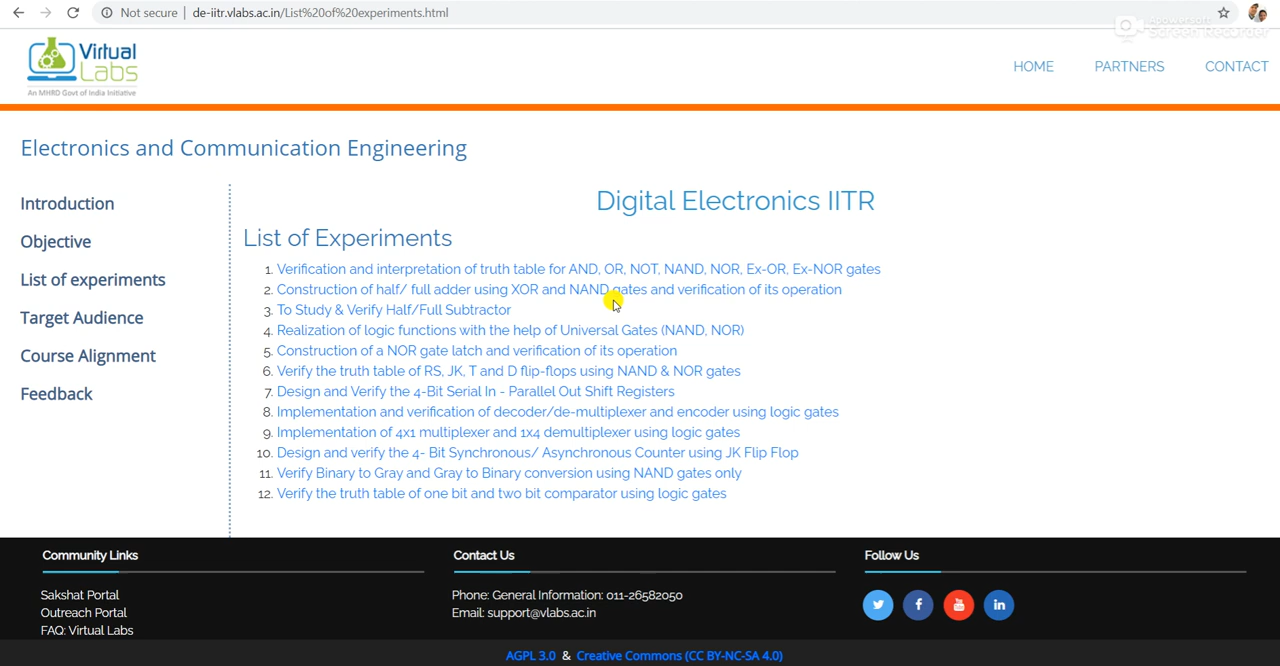 Not secure | de-iitr.vlabs.ac.in/List%20of%20experiments.html
Apowersoft
Screen Recorder
Virtual
Labs
An MHRD Govt of India Initiative
HOME PARTNERS CONTACT
Electronics and Communication Engineering
Introduction
Objective
List of experiments
Target Audience
Course Alignment
Feedback
Digital Electronics IITR
List of Experiments
1. Verification and interpretation of truth table for AND, OR, NOT, NAND, NOR, Ex-OR, Ex-NOR gates
2. Construction of half/ full adder using XOR and NAND gates and verification of its operation
3. To Study & Verify Half/Full Subtractor
4. Realization of logic functions with the help of Universal Gates (NAND, NOR)
5. Construction of a NOR gate latch and verification of its operation
6. Verify the truth table of RS, JK, T and D flip-flops using NAND & NOR gates
7. Design and Verify the 4-Bit Serial In - Parallel Out Shift Registers
8. Implementation and verification of decoder/de-multiplexer and encoder using logic gates
9. Implementation of 4x1 multiplexer and 1x4 demultiplexer using logic gates
10. Design and verify the 4- Bit Synchronous/ Asynchronous Counter using JK Flip Flop
11. Verify Binary to Gray and Gray to Binary conversion using NAND gates only
12. Verify the truth table of one bit and two bit comparator using logic gates
Community Links
Sakshat Portal
Outreach Portal
FAQ: Virtual Labs
Contact Us
Phone: General Information: 011-26582050
Email: support@vlabs.ac.in
Follow Us
AGPL 3.0 & Creative Commons (CC BY-NC-SA 4.0)